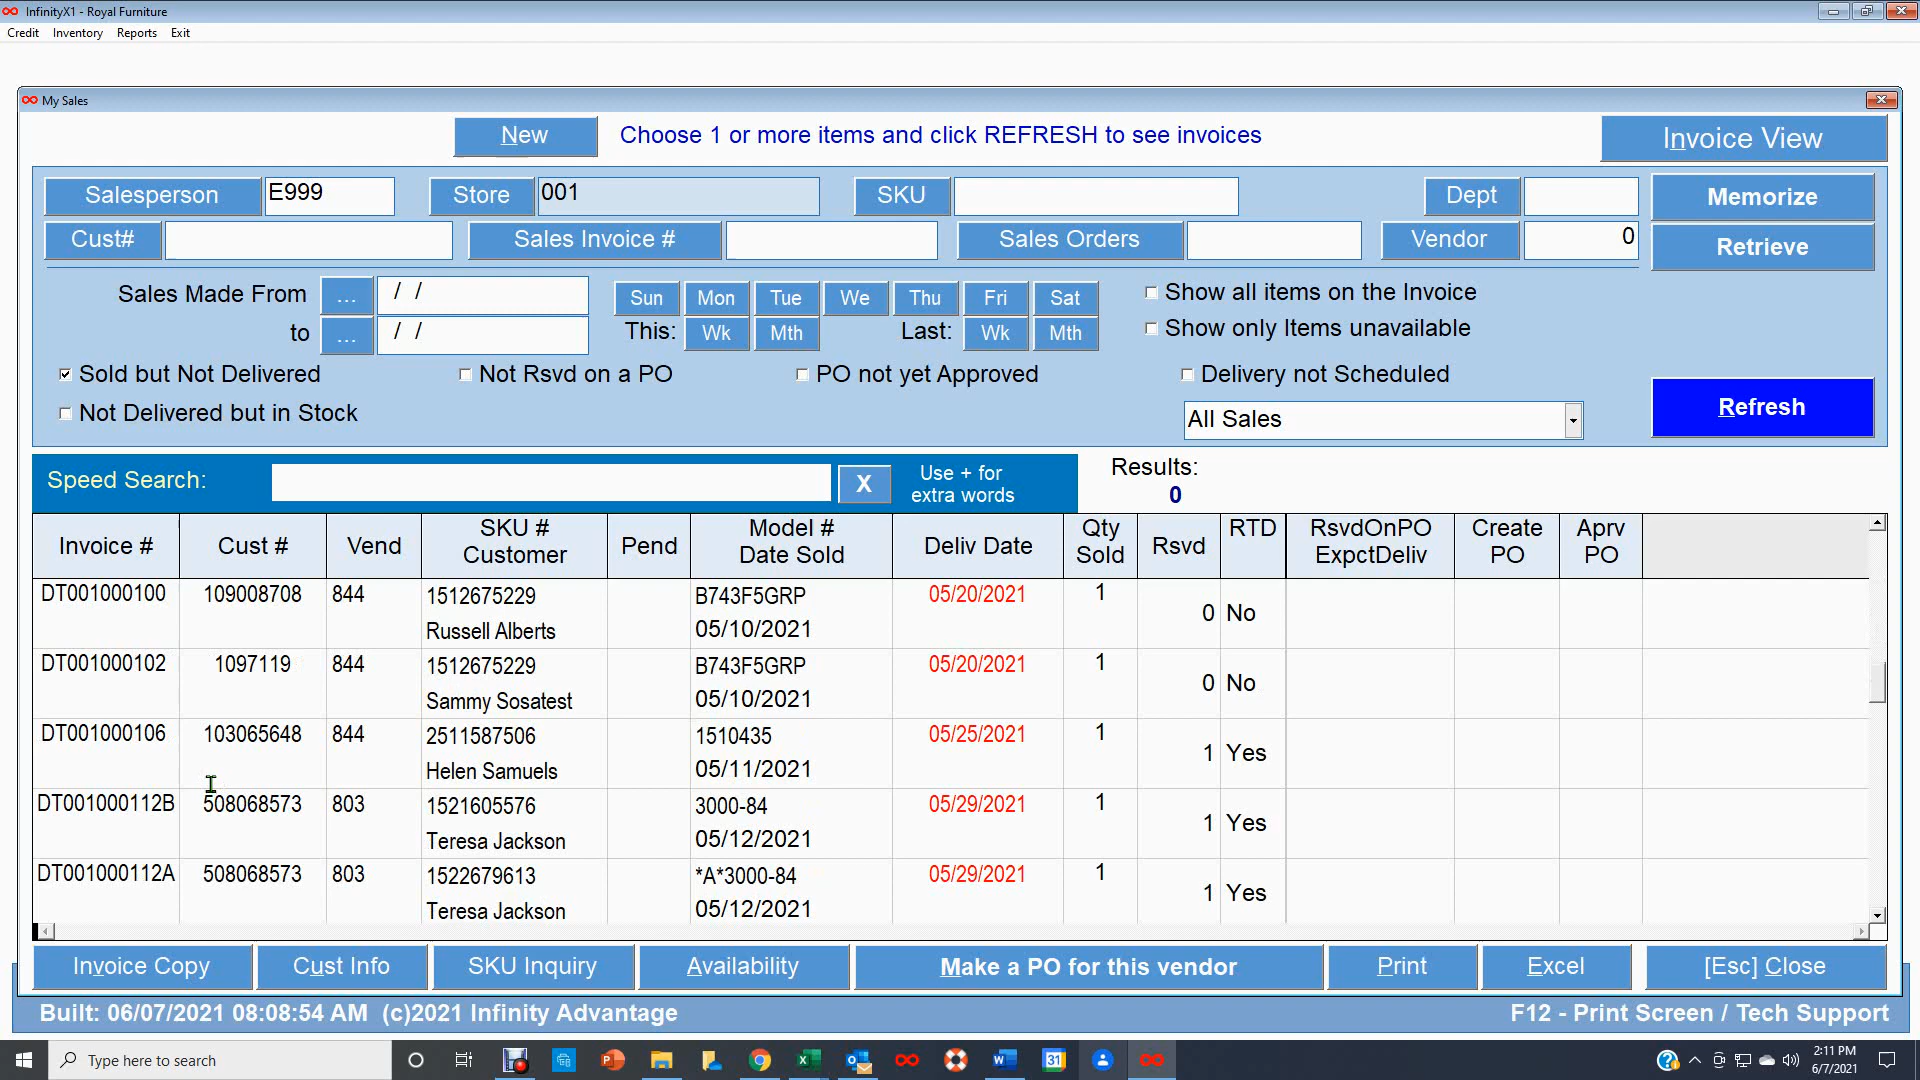 InfinityX1 - Royal Furniture
Credit Inventory Reports Exit
My Sales
New Choose 1 or more items and click REFRESH to see invoices Invoice View
Salesperson E999 Store 001 SKU Dept Memorize
Cust# Sales Invoice # Sales Orders Vendor 0 Retrieve
Sales Made From ... / / Sun Mon Tue We Thu Fri Sat Show all items on the Invoice
to ... / / This: Wk Mth Last: Wk Mth Show only Items unavailable
Sold but Not Delivered Not Rsvd on a PO PO not yet Approved Delivery not Scheduled
Not Delivered but in Stock All Sales Refresh
Speed Search: X Use + for extra words Results: 0
Invoice # Cust # Vend SKU # Customer Pend Model # Date Sold Deliv Date Qty Sold Rsvd RTD RsvdOnPO ExpctDeliv Create PO Aprv PO
DT001000100 109008708 844 1512675229 B743F5GRP 05/20/2021 1 0 No
Russell Alberts 05/10/2021
DT001000102 1097119 844 1512675229 B743F5GRP 05/20/2021 1 0 No
Sammy Sosatest 05/10/2021
DT001000106 103065648 844 2511587506 1510435 05/25/2021 1 1 Yes
Helen Samuels 05/11/2021
DT001000112B 508068573 803 1521605576 3000-84 05/29/2021 1 1 Yes
Teresa Jackson 05/12/2021
DT001000112A 508068573 803 1522679613 *A*3000-84 05/29/2021 1 1 Yes
Teresa Jackson 05/12/2021
Invoice Copy Cust Info SKU Inquiry Availability Make a PO for this vendor Print Excel [Esc] Close
Built: 06/07/2021 08:08:54 AM (c)2021 Infinity Advantage F12 - Print Screen / Tech Support
Type here to search 31 2:11 PM
6/7/2021